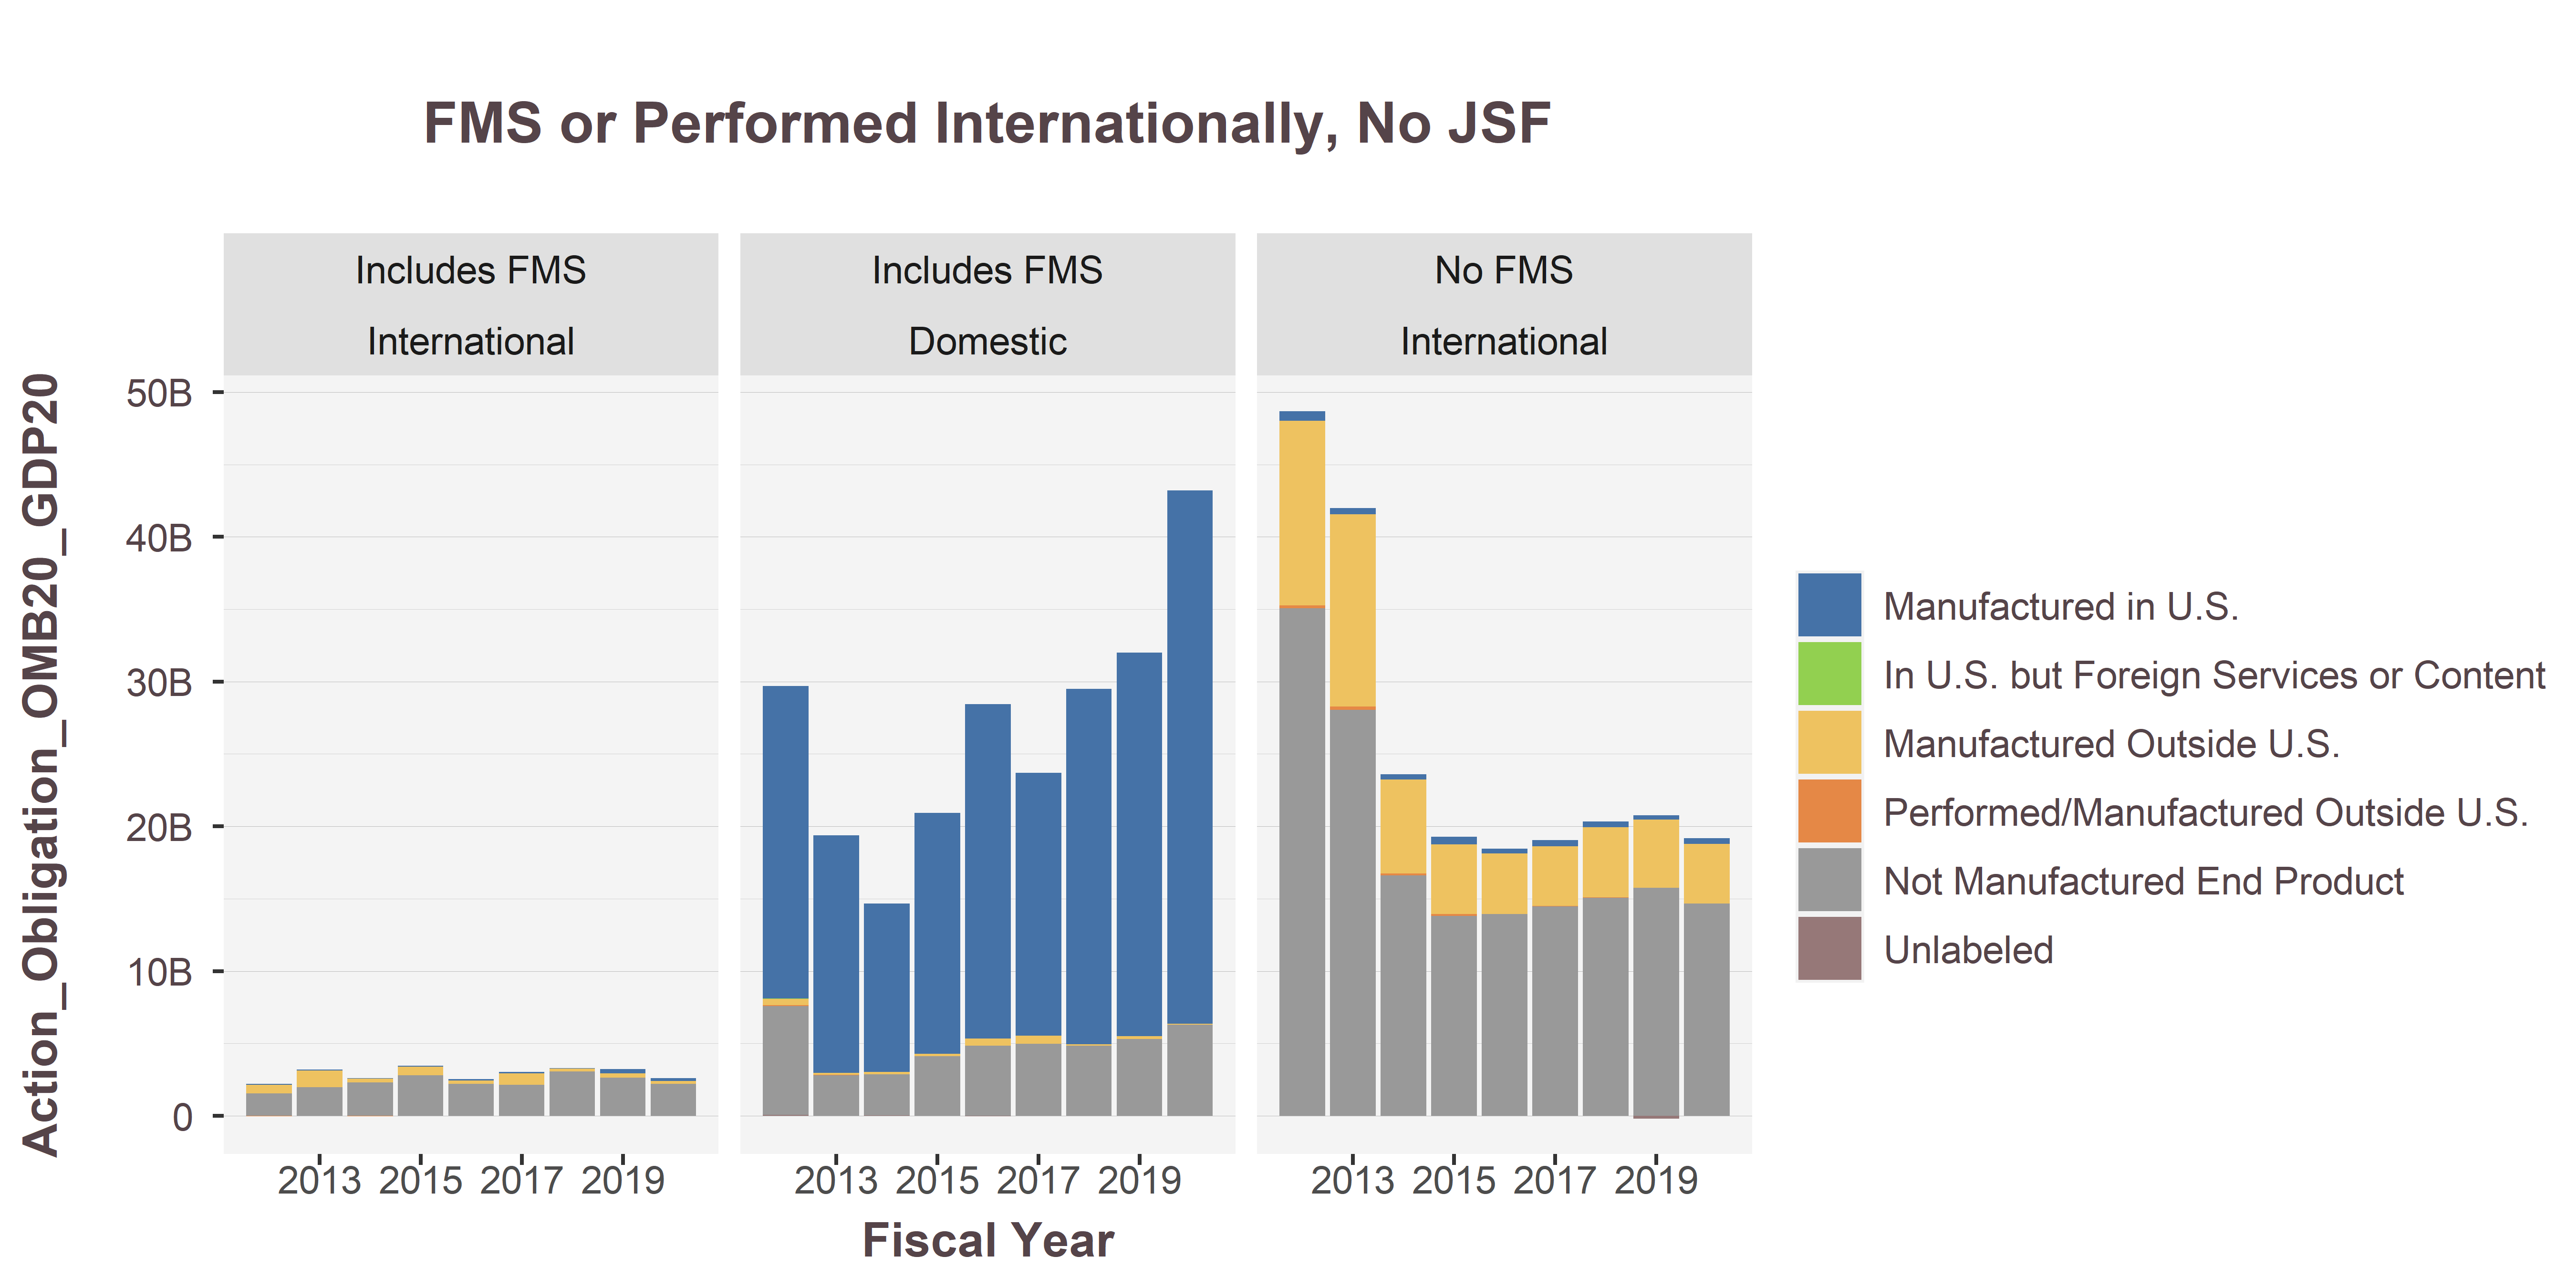 FMS or Performed Internationally, No JSF
Includes FMS
International
Includes FMS
Domestic
No FMS
International
Action_Obligation_OMB20_GDP20
50B
40B
30B
20B
10B
0
2013 2015 2017 2019
2013 2015 2017 2019
2013 2015 2017 2019
Fiscal Year
Manufactured in U.S.
In U.S. but Foreign Services or Content
Manufactured Outside U.S.
Performed/Manufactured Outside U.S.
Not Manufactured End Product
Unlabeled